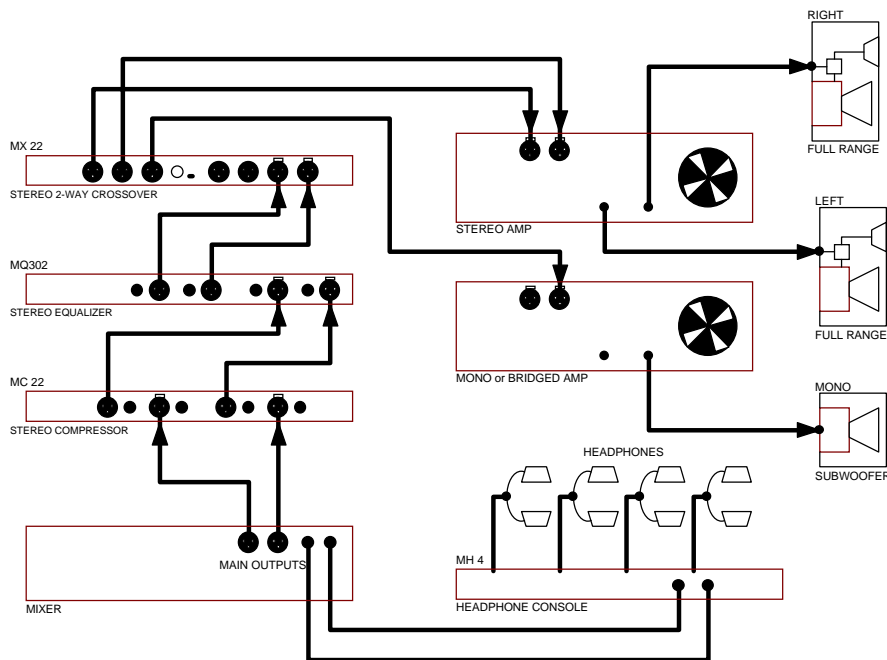 RIGHT
FULL RANGE
MX 22
STEREO 2-WAY CROSSOVER
STEREO AMP
LEFT
FULL RANGE
MQ302
STEREO EQUALIZER
MONO or BRIDGED AMP
MC 22
STEREO COMPRESSOR
MONO
SUBWOOFER
HEADPHONES
MAIN OUTPUTS
MIXER
MH 4
HEADPHONE CONSOLE